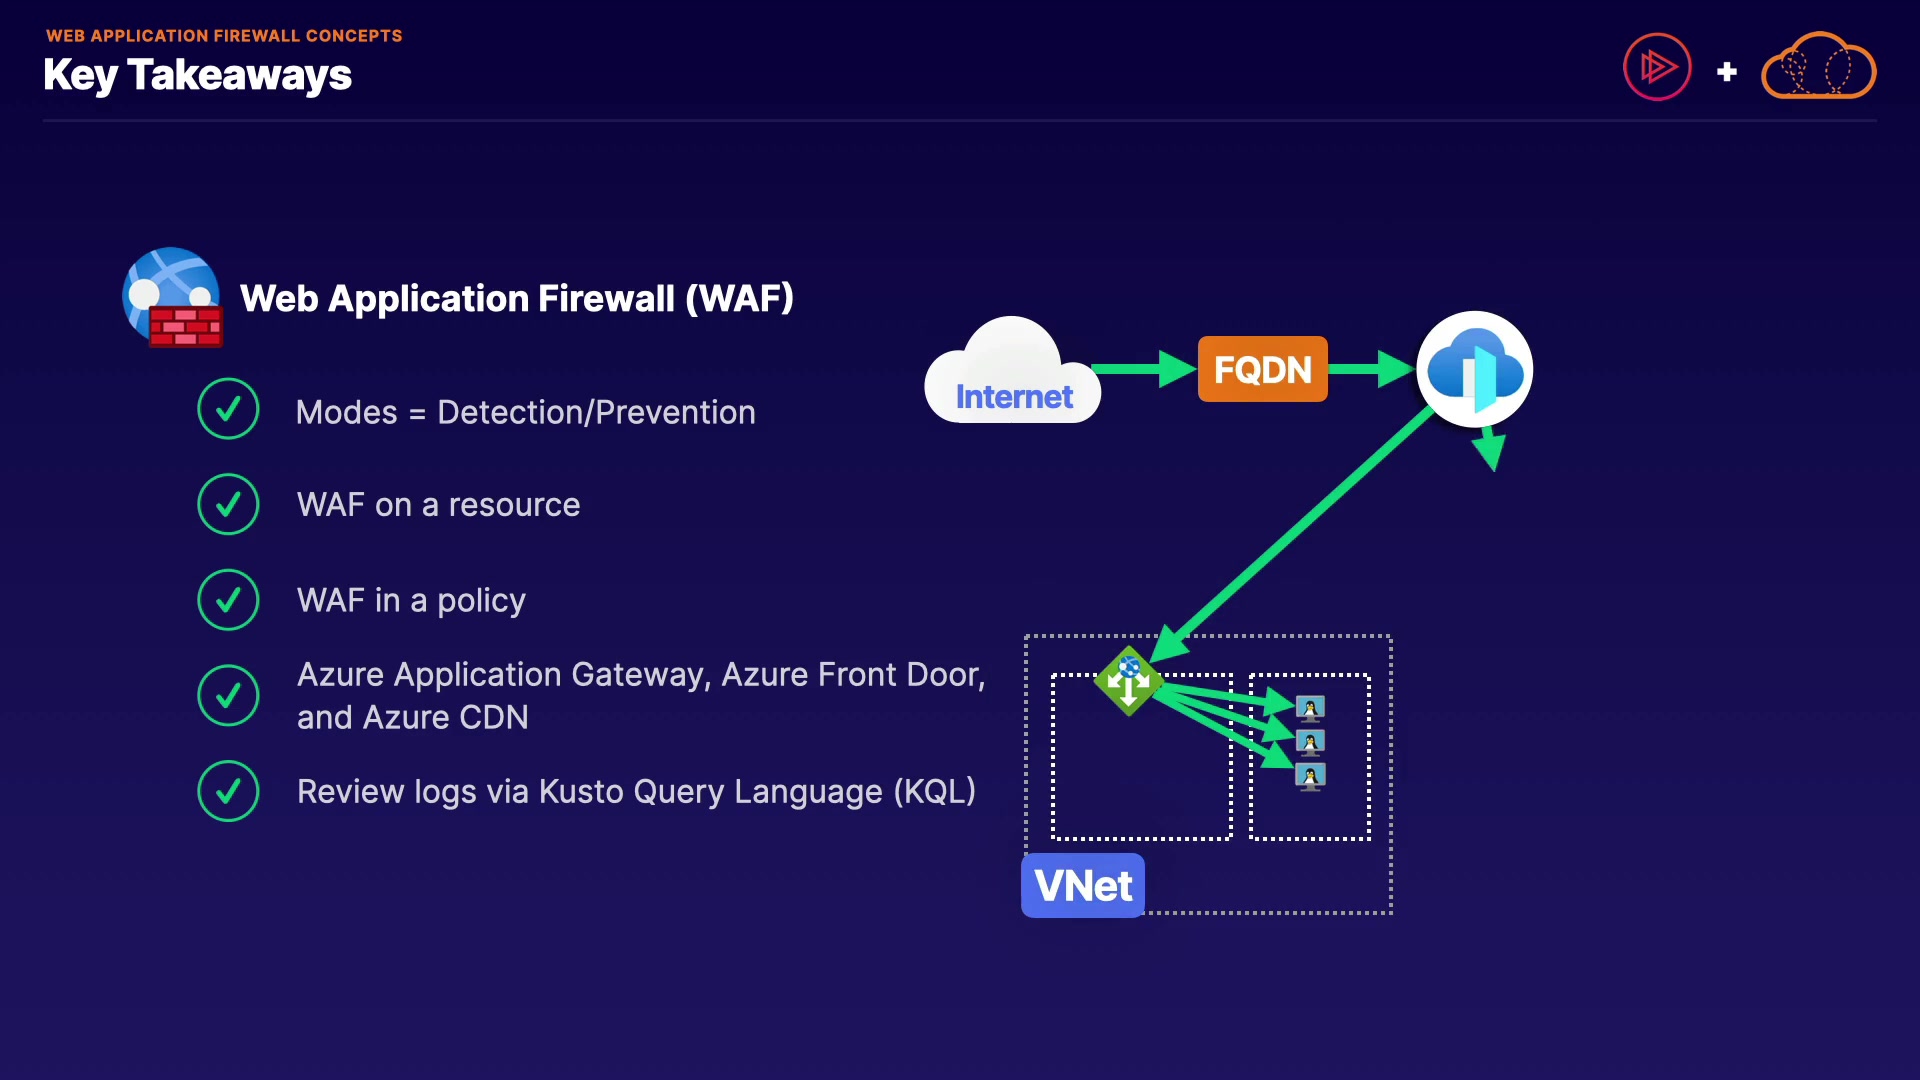 WEB APPLICATION FIREWALL CONCEPTS
Key Takeaways
Web Application Firewall (WAF)
Modes = Detection/Prevention
WAF on a resource
WAF in a policy
Azure Application Gateway, Azure Front Door,
and Azure CDN
Review logs via Kusto Query Language (KQL)
Internet
FQDN
VNet